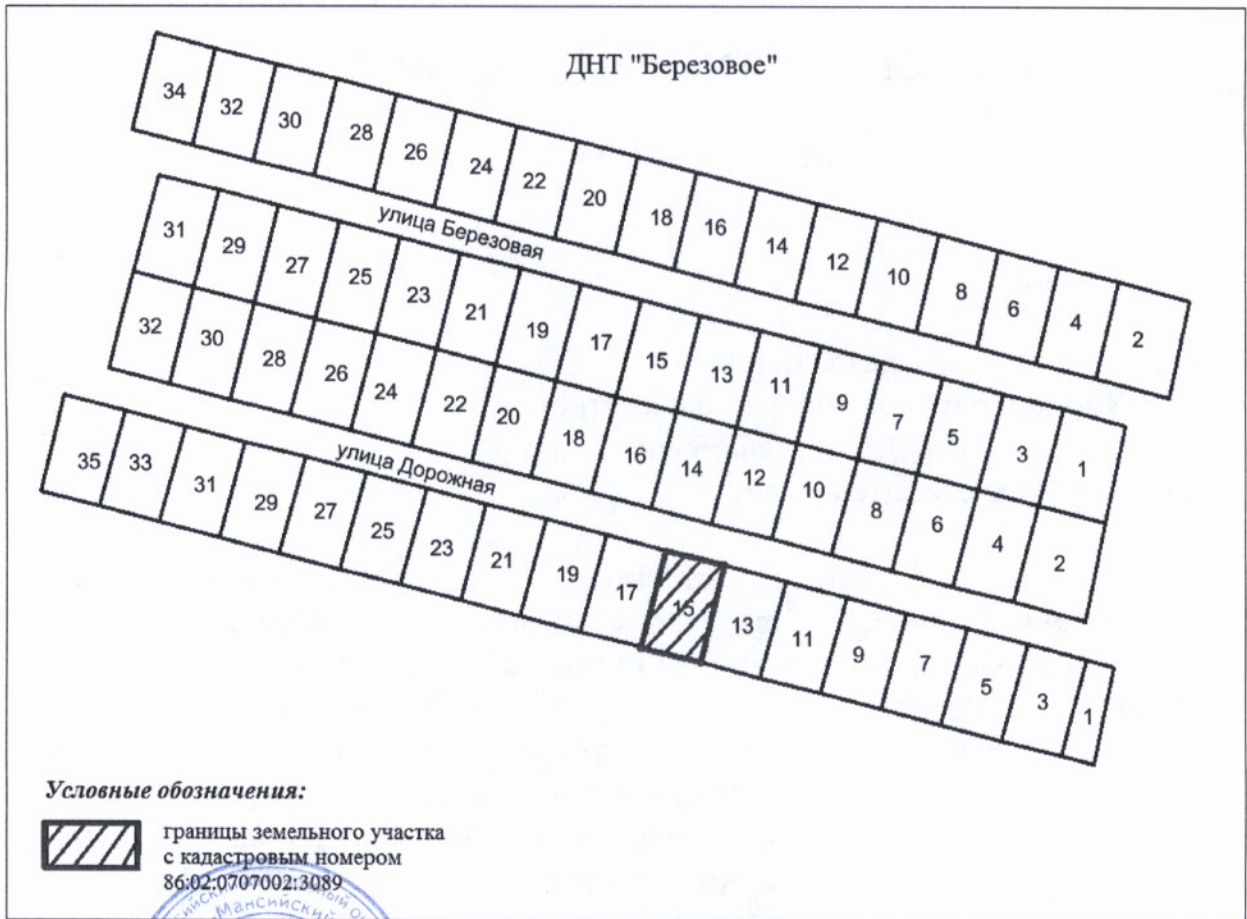 ДНТ "Березовое"
34 32 30 28 26 24 22 20 18 16 14 12 10 8 6 4 2
улица Березовая
31 29 27 25 23 21 19 17 15 13 11 9 7 5 3 1
32 30 28 26 24 22 20 18 16 14 12 10 8 6 4 2
улица Дорожная
35 33 31 29 27 25 23 21 19 17 15 13 11 9 7 5 3 1
Условные обозначения:
границы земельного участка
с кадастровым номером
86:02:0707002:3089